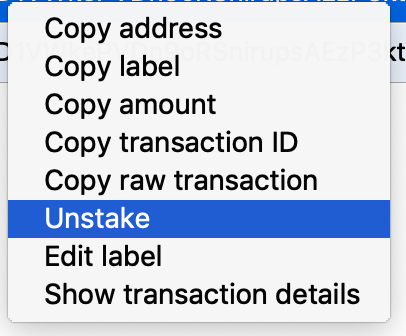 Copy address
Copy label
Copy amount
Copy transaction ID
Copy raw transaction
Unstake
Edit label
Show transaction details